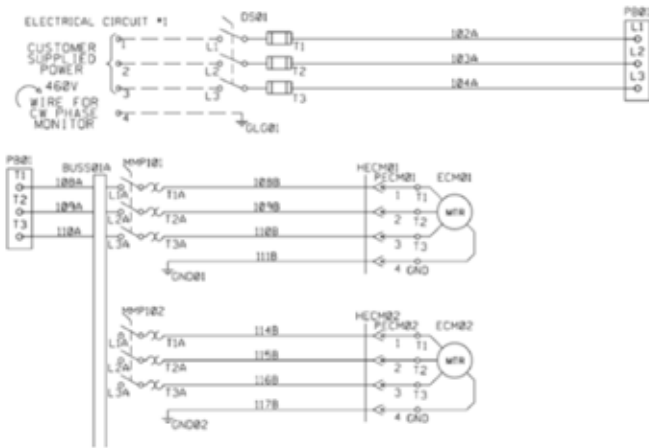 ELECTRICAL CIRCUIT #1
DS01
PB01
CUSTOMER
SUPPLIED
POWER
460V
WIRE FOR
CW PHASE
MONITOR
1
2
3
4
L1
L2
L3
T1
T2
T3
102A
103A
104A
L1
L2
L3
GLG01
PB01
T1
T2
T3
108A
109A
110A
BUSS01A
MMP101
L1A
L2A
L3A
T1A
T2A
T3A
108B
109B
110B
111B
GND01
HECM01
PECM01
ECM01
1
2
3
4
T1
T2
T3
GND
MTR
MMP102
L1A
L2A
L3A
T1A
T2A
T3A
114B
115B
116B
117B
GND02
HECM02
PECM02
ECM02
1
2
3
4
T1
T2
T3
GND
MTR